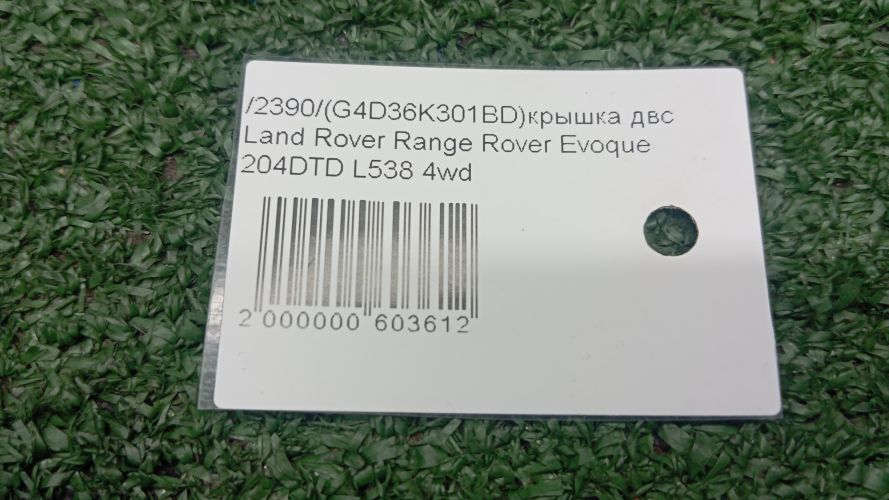 /2390/(G4D36K301BD)крышка двс
Land Rover Range Rover Evoque
204DTD L538 4wd
2 000000 603612